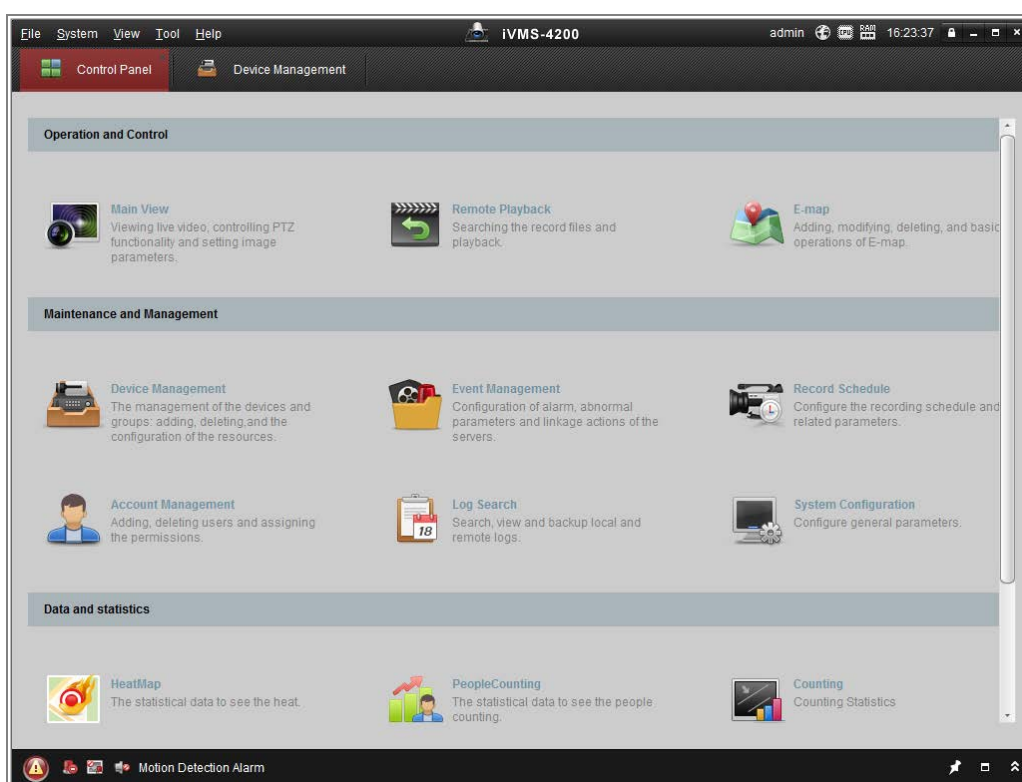 File System View Tool Help iVMS-4200 admin CPU RAM 16:23:37
Control Panel Device Management
Operation and Control
Main View
Viewing live video, controlling PTZ
functionality and setting image
parameters.
Remote Playback
Searching the record files and
playback.
E-map
Adding, modifying, deleting, and basic
operations of E-map.
Maintenance and Management
Device Management
The management of the devices and
groups: adding, deleting,and the
configuration of the resources.
Event Management
Configuration of alarm, abnormal
parameters and linkage actions of the
servers.
Record Schedule
Configure the recording schedule and
related parameters.
Account Management
Adding, deleting users and assigning
the permissions.
18
Log Search
Search, view and backup local and
remote logs.
System Configuration
Configure general parameters.
Data and statistics
HeatMap
The statistical data to see the heat.
PeopleCounting
The statistical data to see the people
counting.
Counting
Counting Statistics
Motion Detection Alarm